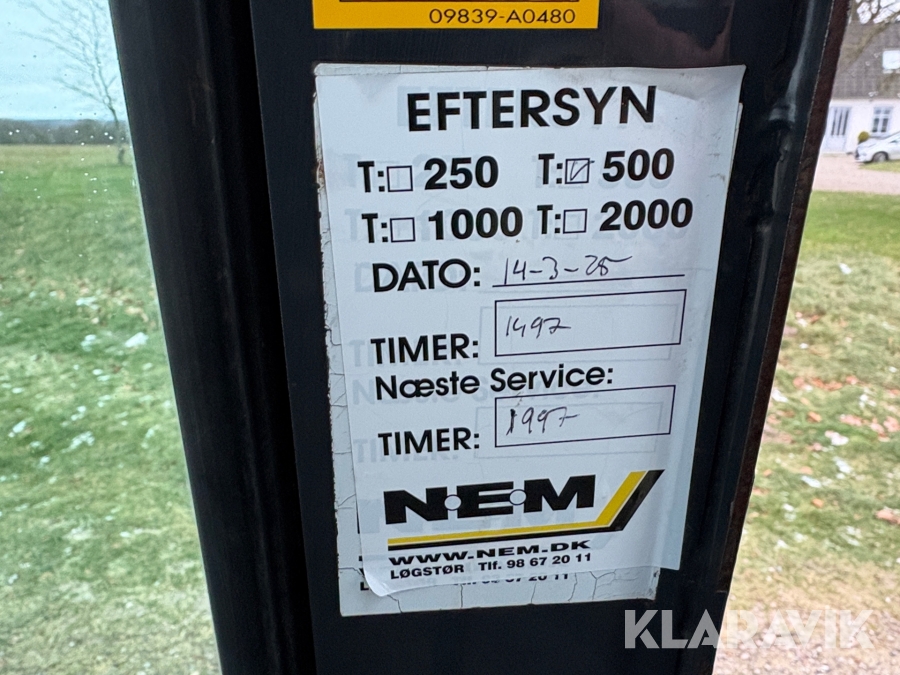 09839-A0480
EFTERSYN
T:☐ 250 T:☑ 500
T:☐ 1000 T:☐ 2000
DATO: 14-3-25
TIMER: 1497
Næste Service:
TIMER: 1997
N·E·M
WWW.NEM.DK
LØGSTØR Tlf. 98 67 20 11
KLARAVIK